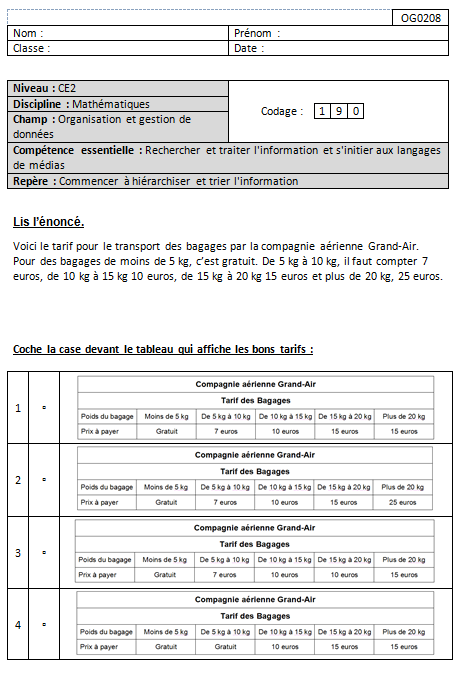 OG0208
Nom :
Prénom :
Classe :
Date :
Niveau : CE2
Discipline : Mathématiques
Champ : Organisation et gestion de
données
Codage : 1 9 0
Compétence essentielle : Rechercher et traiter l'information et s'initier aux langages
de médias
Repère : Commencer à hiérarchiser et trier l'information
Lis l'énoncé.
Voici le tarif pour le transport des bagages par la compagnie aérienne Grand-Air.
Pour des bagages de moins de 5 kg, c'est gratuit. De 5 kg à 10 kg, il faut compter 7
euros, de 10 kg à 15 kg 10 euros, de 15 kg à 20 kg 15 euros et plus de 20 kg, 25 euros.
Coche la case devant le tableau qui affiche les bons tarifs :
1
Compagnie aérienne Grand-Air
Tarif des Bagages
Poids du bagage Moins de 5 kg De 5 kg à 10 kg De 10 kg à 15 kg De 15 kg à 20 kg Plus de 20 kg
Prix à payer Gratuit 7 euros 10 euros 15 euros 15 euros
2
Compagnie aérienne Grand-Air
Tarif des Bagages
Poids du bagage Moins de 5 kg De 5 kg à 10 kg De 10 kg à 15 kg De 15 kg à 20 kg Plus de 20 kg
Prix à payer Gratuit 7 euros 10 euros 15 euros 25 euros
3
Compagnie aérienne Grand-Air
Tarif des Bagages
Poids du bagage Moins de 5 kg De 5 kg à 10 kg De 10 kg à 15 kg De 15 kg à 20 kg Plus de 20 kg
Prix à payer Gratuit 7 euros 10 euros 10 euros 15 euros
4
Compagnie aérienne Grand-Air
Tarif des Bagages
Poids du bagage Moins de 5 kg De 5 kg à 10 kg De 10 kg à 15 kg De 15 kg à 20 kg Plus de 20 kg
Prix à payer Gratuit Gratuit 10 euros 15 euros 15 euros